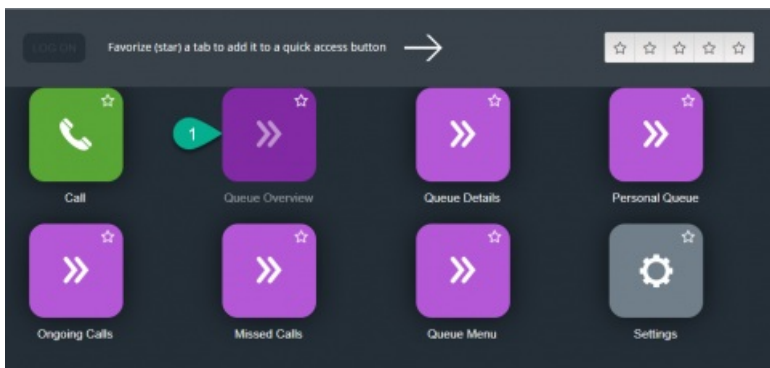 LOG ON
Favorize (star) a tab to add it to a quick access button
1
Call
Queue Overview
Queue Details
Personal Queue
Ongoing Calls
Missed Calls
Queue Menu
Settings